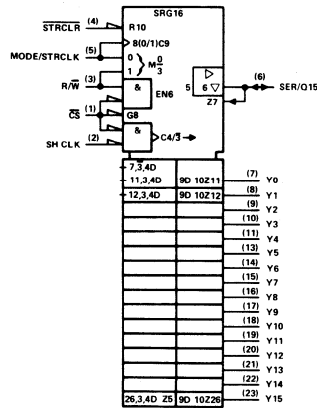 SRG16
STRCLR (4) R10
8(0/1)C9
MODE/STRCLK (5) 0 } M 0/3
R/W (3) 1
& EN6
5 6 ▽ (6) SER/Q15
Z7
CS (1) G8
& C4/3
SH CLK (2)
7,3,4D
11,3,4D 9D 10Z11 (7) Y0
12,3,4D 9D 10Z12 (8) Y1
(9) Y2
(10) Y3
(11) Y4
(13) Y5
(14) Y6
(15) Y7
(16) Y8
(17) Y9
(18) Y10
(19) Y11
(20) Y12
(21) Y13
(22) Y14
26,3,4D Z5 9D 10Z26 (23) Y15